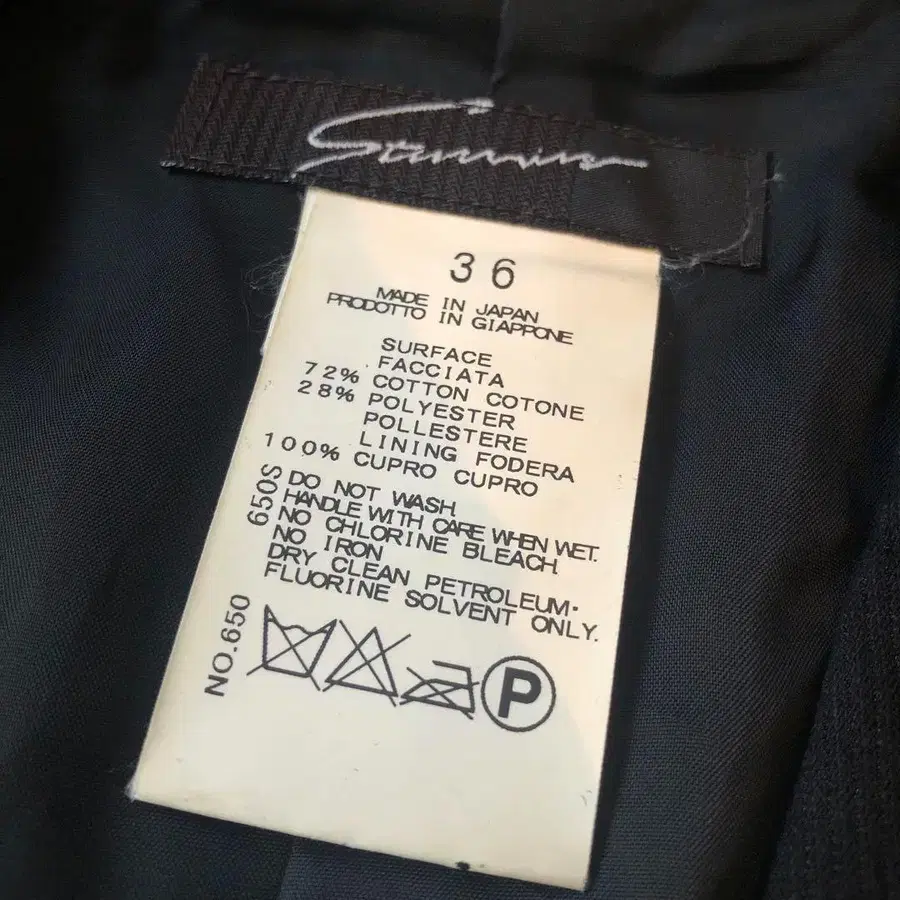 36
MADE IN JAPAN
PRODOTTO IN GIAPPONE
SURFACE
FACCIATA
72% COTTON COTONE
28% POLYESTER
POLLESTERE
LINING FODERA
100% CUPRO CUPRO
DO NOT WASH
HANDLE WITH CARE WHEN WET.
NO CHLORINE BLEACH
NO IRON
DRY CLEAN PETROLEUM·
FLUORINE SOLVENT ONLY.
NO.650 650S
P